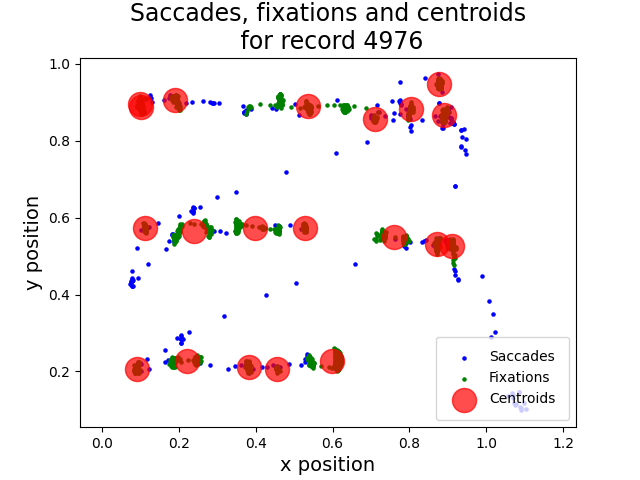 Saccades, fixations and centroids
for record 4976
1.0
0.8
0.6
0.4
0.2
y position
0.0
0.2
0.4
0.6
0.8
1.0
1.2
x position
Saccades
Fixations
Centroids